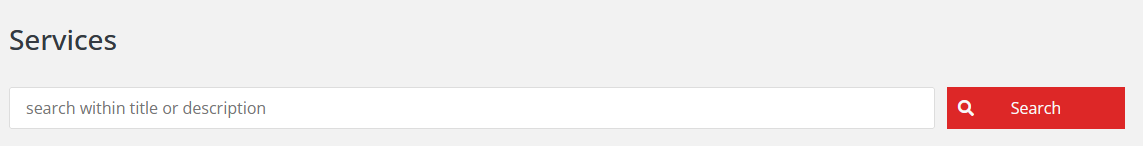 Services
search within title or description
Search